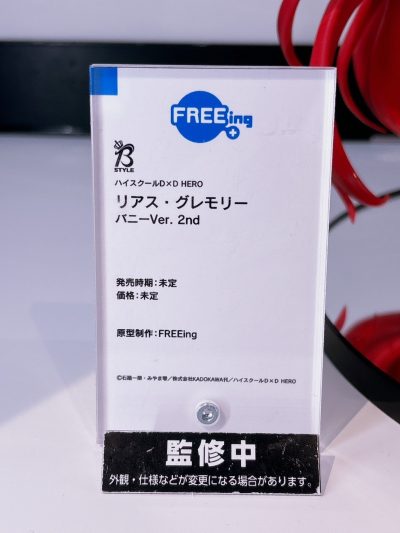 FREEing
B
STYLE
ハイスクールD×D HERO
リアス・グレモリー
バニーVer. 2nd
発売時期：未定
価格：未定
原型制作：FREEing
©石踏一榮・みやま零／株式会社KADOKAWA刊／ハイスクールD×D HERO
監修中
外観・仕様などが変更になる場合があります。